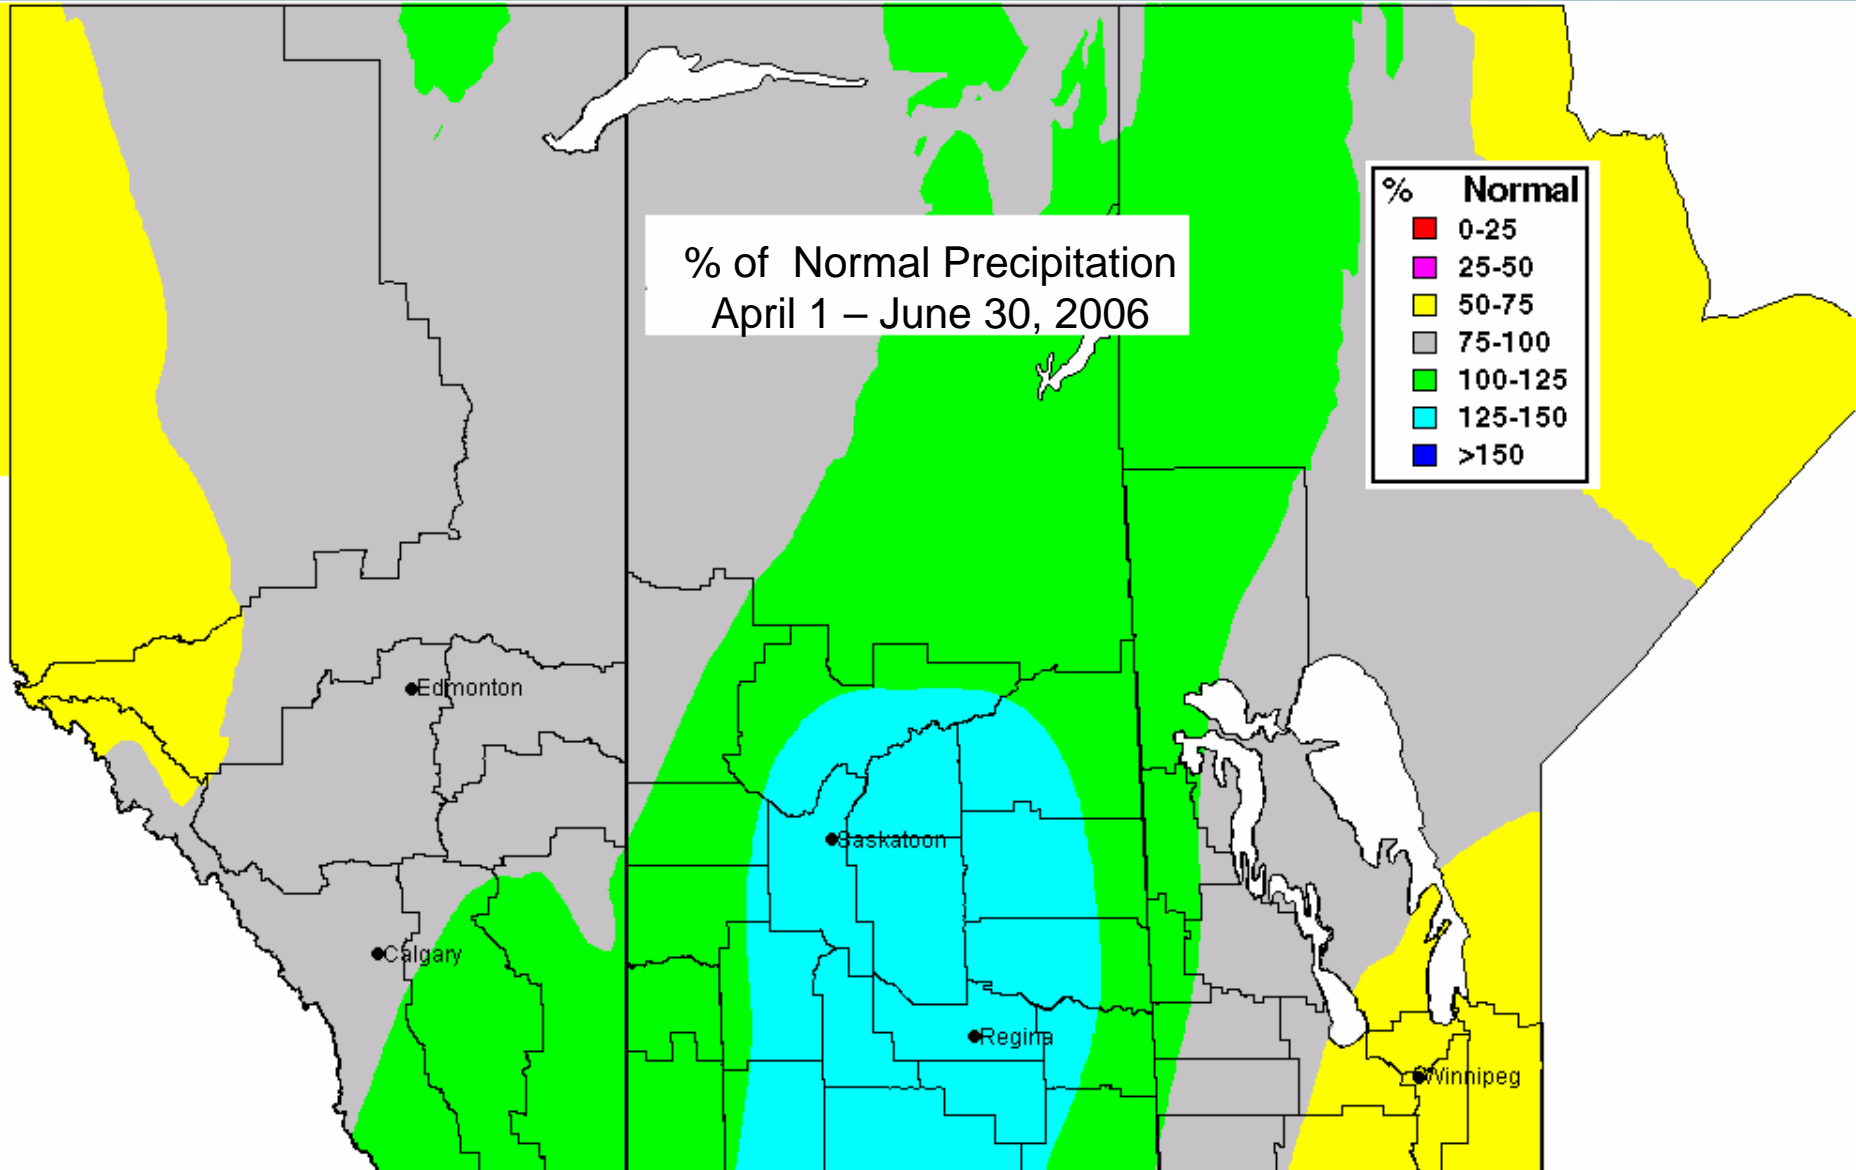 % of Normal Precipitation
April 1 – June 30, 2006
% Normal
0-25
25-50
50-75
75-100
100-125
125-150
>150
Edmonton
Saskatoon
Calgary
Regina
Winnipeg